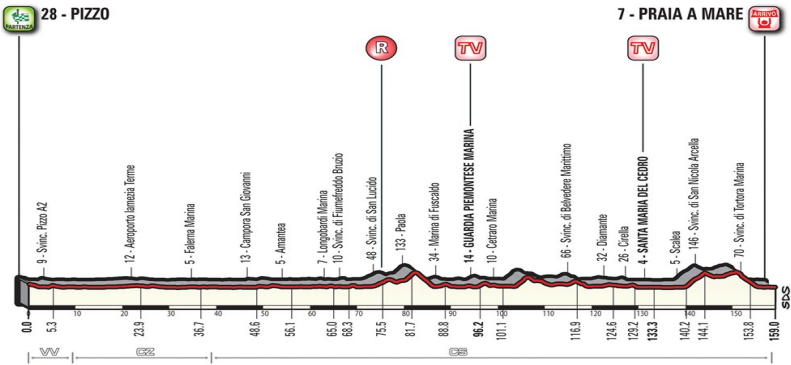 PARTENZA
28 - PIZZO
7 - PRAIA A MARE
ARRIVO
R
TV
TV
9 - Svinc. Pizzo A2
12 - Aeroporto lamezia Terme
5 - Falerna Marina
13 - Campora San Giovanni
5 - Amantea
7 - Longobardi Marina
10 - Svinc. di Fiumefreddo Bruzio
48 - Svinc. di San Lucido
133 - Paola
34 - Marina di Fuscaldo
14 - GUARDIA PIEMONTESE MARINA
10 - Cetraro Marina
66 - Svinc. di Belvedere Marittimo
32 - Diamante
26 - Cirella
4 - SANTA MARIA DEL CEDRO
5 - Scalea
146 - Svinc. di San Nicola Arcella
70 - Svinc. di Tortora Marina
10 20 30 40 50 60 70 80 90 100 110 120 130 140 150
0.0 5.3 23.9 36.7 48.6 56.1 65.0 68.3 75.5 81.7 88.8 96.2 101.1 116.9 124.6 129.2 133.3 140.2 144.1 153.8 159.0
SDS
VV CZ CS